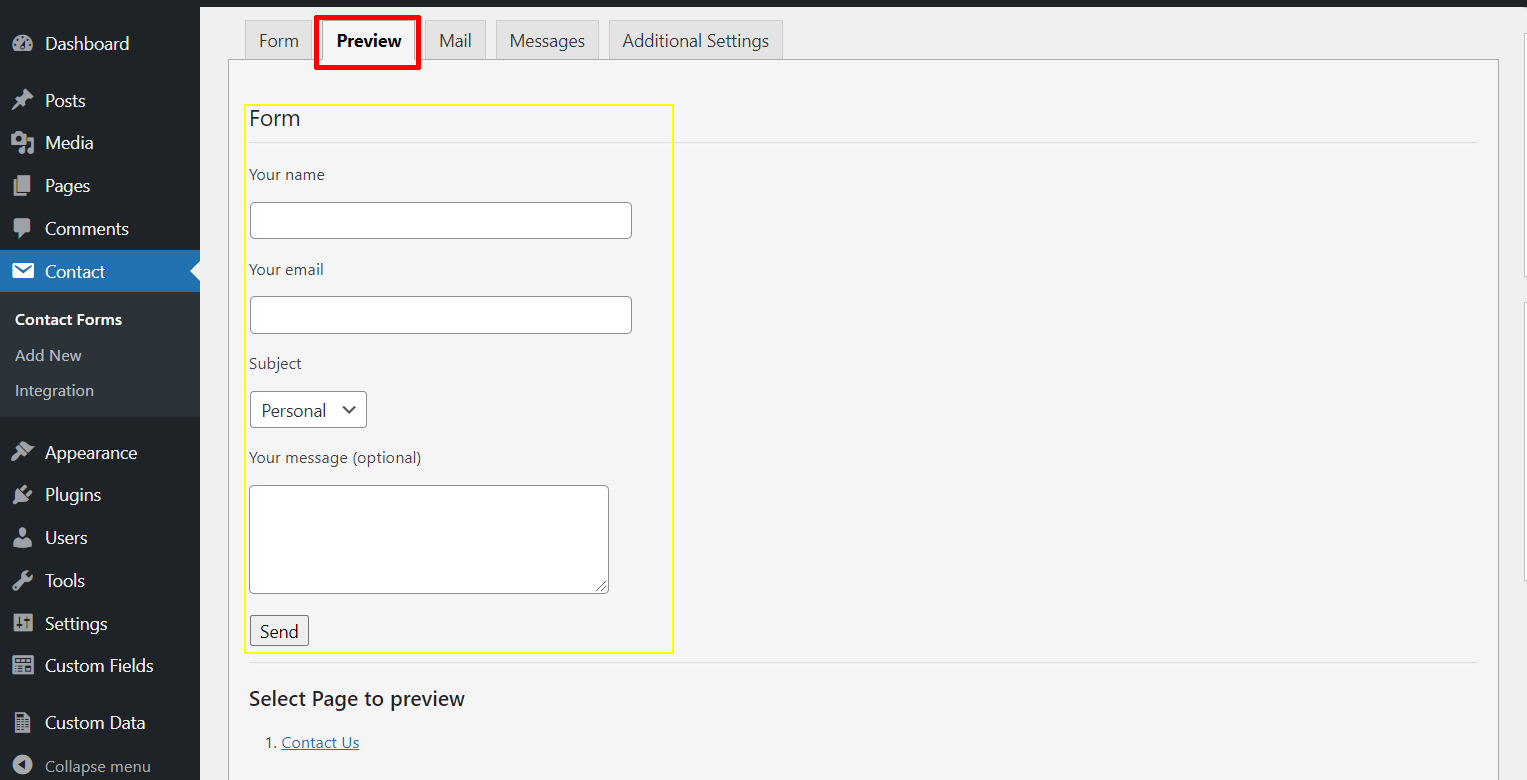 Dashboard
Posts
Media
Pages
Comments
Contact
Contact Forms
Add New
Integration
Appearance
Plugins
Users
Tools
Settings
Custom Fields
Custom Data
Collapse menu
Form Preview Mail Messages Additional Settings
Form
Your name
Your email
Subject
Personal
Your message (optional)
Send
Select Page to preview
1. Contact Us